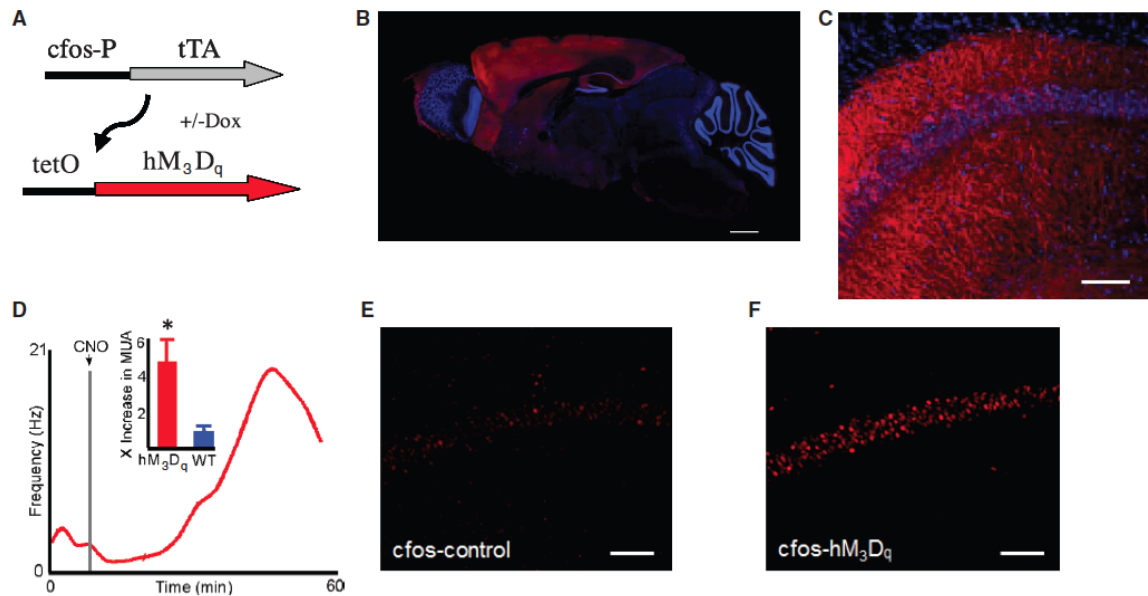 A
cfos-P tTA
+/-Dox
tetO hM3Dq
B
C
D
21
CNO
*
6
4
2
X Increase in MUA
hM3Dq WT
Frequency (Hz)
0
0 Time (min) 60
E
cfos-control
F
cfos-hM3Dq